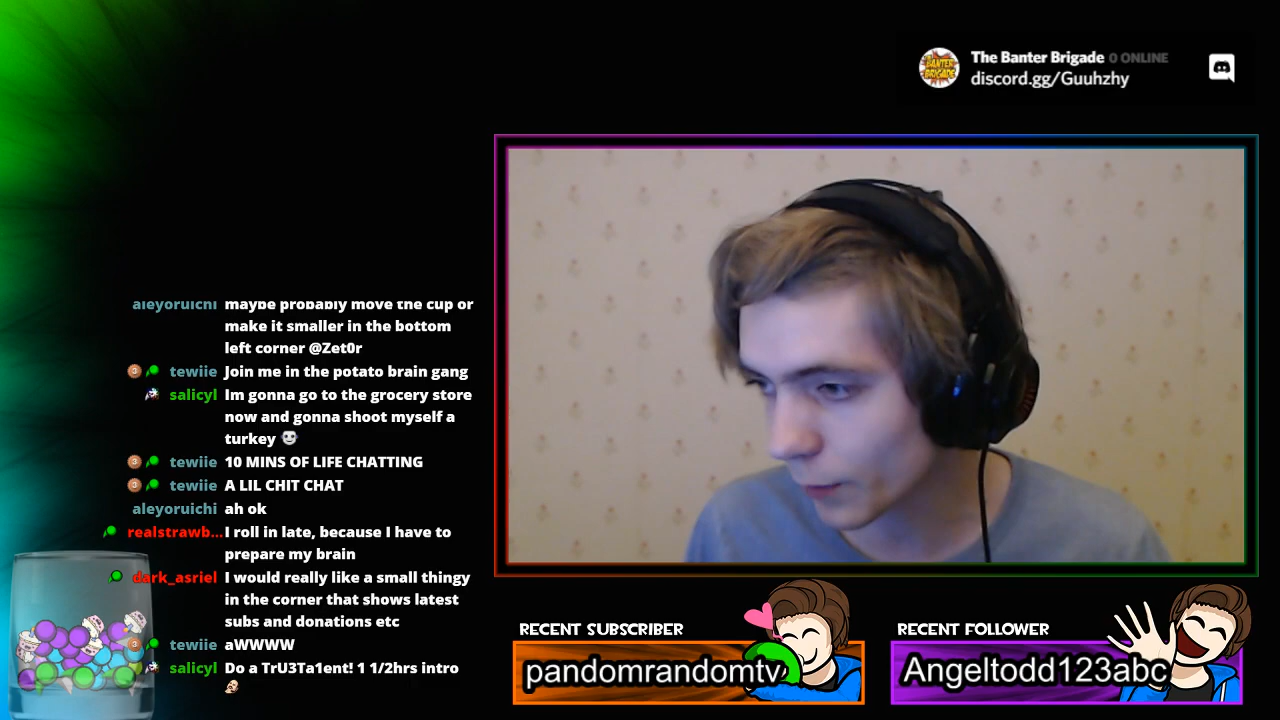 The Banter Brigade 0 ONLINE
discord.gg/Guuhzhy
BANTER
BRIGADE
aleyoruichi maybe probably move the cup or
make it smaller in the bottom
left corner @Zet0r
tewiie Join me in the potato brain gang
salicyl Im gonna go to the grocery store
now and gonna shoot myself a
turkey
tewiie 10 MINS OF LIFE CHATTING
tewiie A LIL CHIT CHAT
aleyoruichi ah ok
realstrawb... I roll in late, because I have to
prepare my brain
dark_asriel I would really like a small thingy
in the corner that shows latest
subs and donations etc
tewiie aWWWW
salicyl Do a TrU3Ta1ent! 1 1/2hrs intro
RECENT SUBSCRIBER
pandomrandomtv
RECENT FOLLOWER
Angeltodd123abc